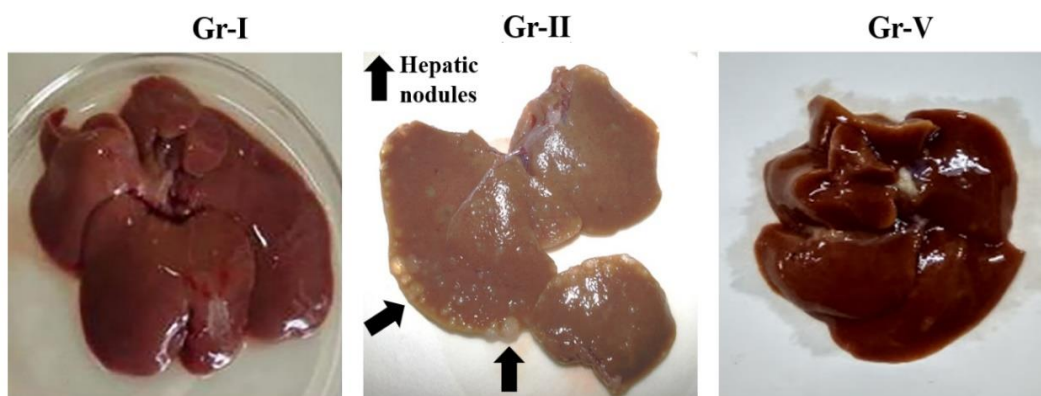 Gr-I
Gr-II
Gr-V
Hepatic
nodules